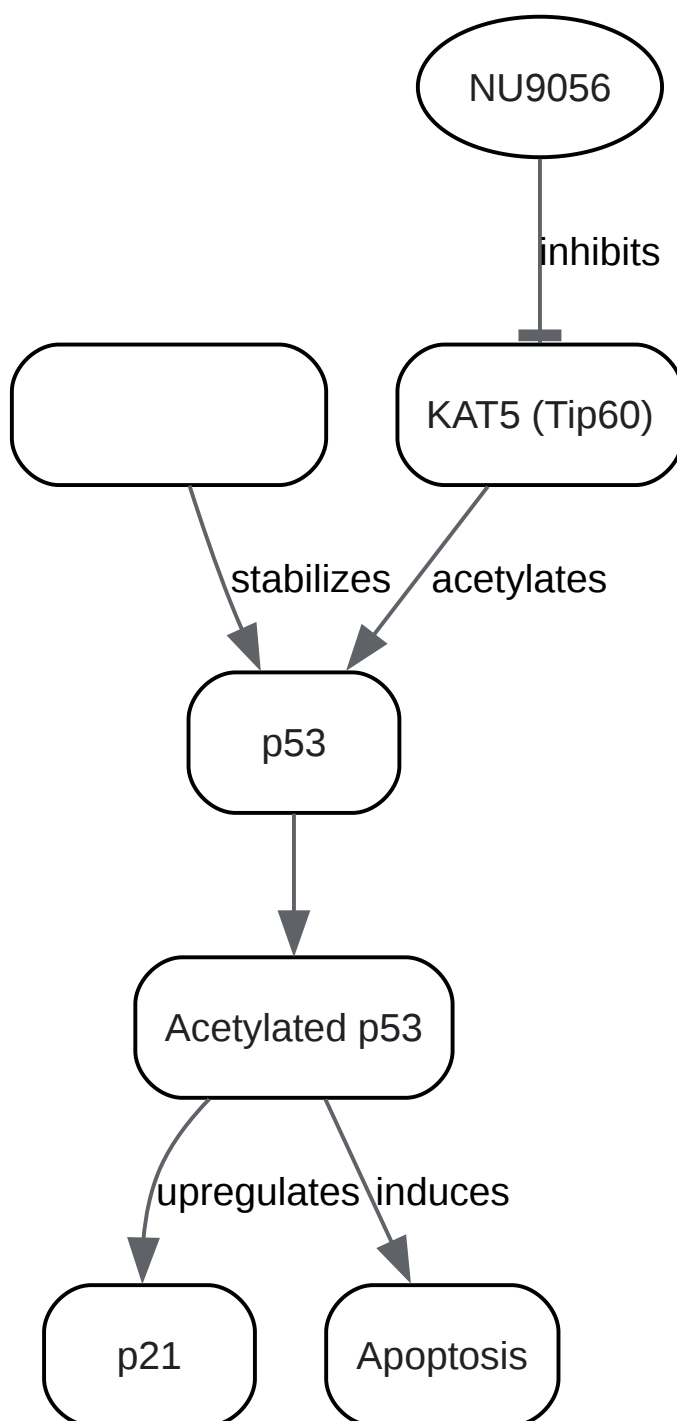 NU9056
inhibits
KAT5 (Tip60)
stabilizes
acetylates
p53
Acetylated p53
upregulates
induces
p21
Apoptosis